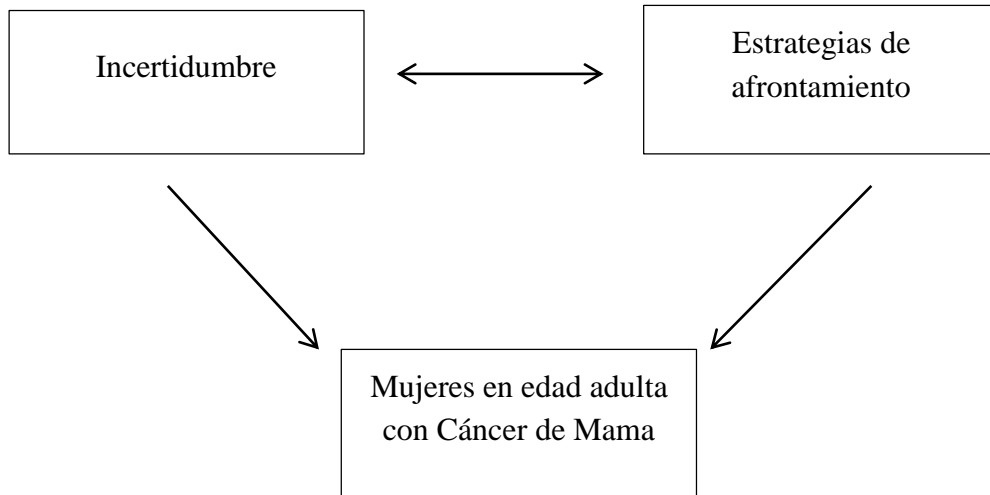 Incertidumbre
Estrategias de
afrontamiento
Mujeres en edad adulta
con Cáncer de Mama